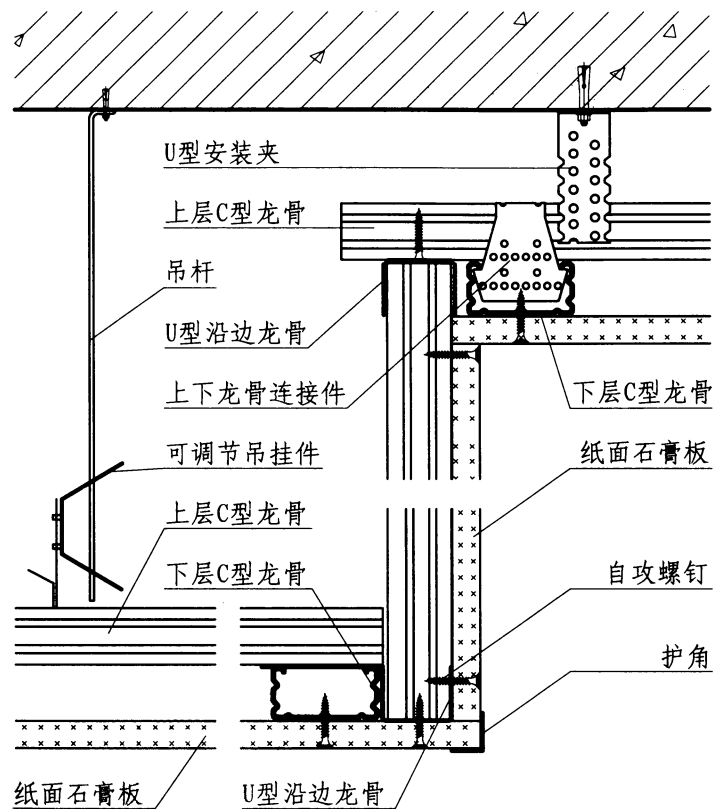 U型安装夹
上层C型龙骨
吊杆
U型沿边龙骨
上下龙骨连接件
下层C型龙骨
可调节吊挂件
纸面石膏板
上层C型龙骨
下层C型龙骨
自攻螺钉
护角
纸面石膏板
U型沿边龙骨